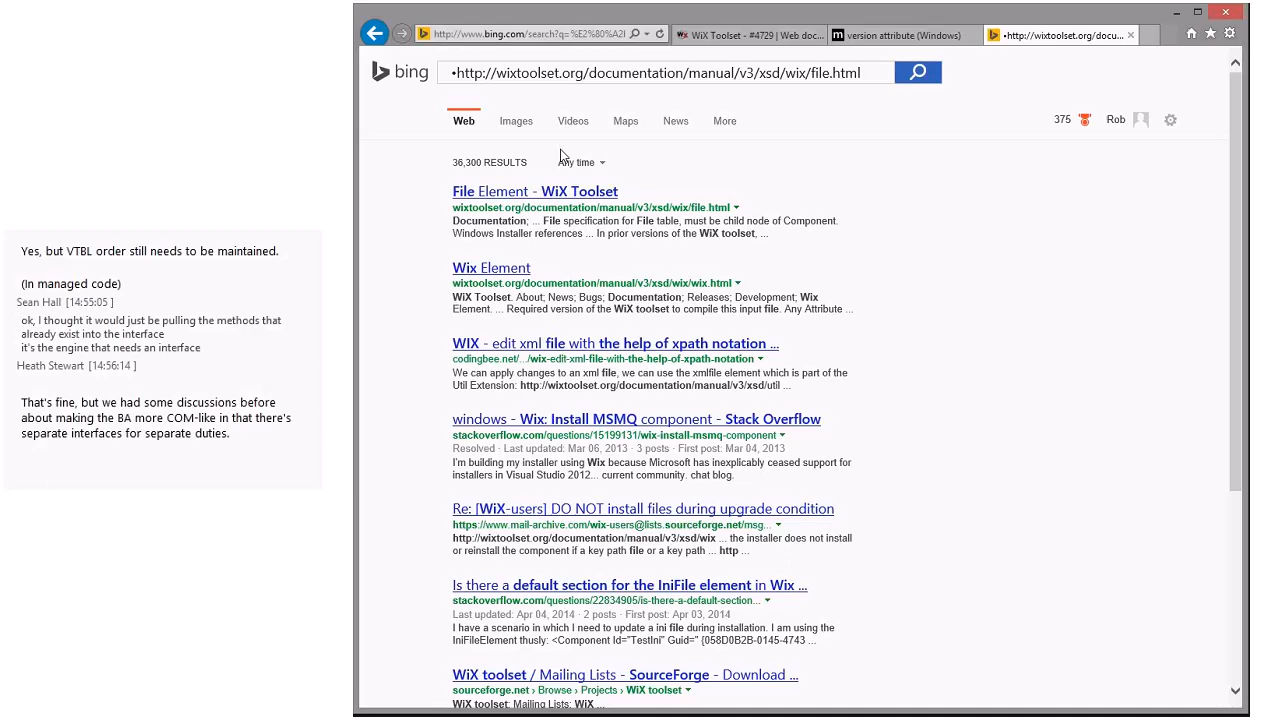 Yes, but VTBL order still needs to be maintained.
(In managed code)
Sean Hall [14:55:05 ]
ok, I thought it would just be pulling the methods that
already exist into the interface
it's the engine that needs an interface
Heath Stewart [14:56:14 ]
That's fine, but we had some discussions before
about making the BA more COM-like in that there's
separate interfaces for separate duties.
http://www.bing.com/search?q=%E2%80%A2l
WiX Toolset - #4729 | Web doc...
version attribute (Windows)
•http://wixtoolset.org/docu...
bing
•http://wixtoolset.org/documentation/manual/v3/xsd/wix/file.html
Web Images Videos Maps News More
375 Rob
36,300 RESULTS Any time
File Element - WiX Toolset
wixtoolset.org/documentation/manual/v3/xsd/wix/file.html
Documentation; ... File specification for File table, must be child node of Component.
Windows Installer references ... In prior versions of the WiX toolset, ...
Wix Element
wixtoolset.org/documentation/manual/v3/xsd/wix/wix.html
WiX Toolset. About; News; Bugs; Documentation; Releases; Development; Wix
Element. ... Required version of the WiX toolset to compile this input file. Any Attribute ...
WIX - edit xml file with the help of xpath notation ...
codingbee.net/.../wix-edit-xml-file-with-the-help-of-xpath-notation
We can apply changes to an xml file, we can use the xmlfile element which is part of the
Util Extension: http://wixtoolset.org/documentation/manual/v3/xsd/util ...
windows - Wix: Install MSMQ component - Stack Overflow
stackoverflow.com/questions/15199131/wix-install-msmq-component
Resolved · Last updated: Mar 06, 2013 · 3 posts · First post: Mar 04, 2013
I'm building my installer using Wix because Microsoft has inexplicably ceased support for
installers in Visual Studio 2012... current community. chat blog.
Re: [WiX-users] DO NOT install files during upgrade condition
https://www.mail-archive.com/wix-users@lists.sourceforge.net/msg...
http://wixtoolset.org/documentation/manual/v3/xsd/wix ... the installer does not install
or reinstall the component if a key path file or a key path ... http ...
Is there a default section for the IniFile element in Wix ...
stackoverflow.com/questions/22834905/is-there-a-default-section...
Last updated: Apr 04, 2014 · 2 posts · First post: Apr 03, 2014
I have a scenario in which I need to update a ini file during installation. I am using the
IniFileElement thusly: <Component Id="TestIni" Guid=" {058D0B2B-0145-4743 ...
WiX toolset / Mailing Lists - SourceForge - Download ...
sourceforge.net › Browse › Projects › WiX toolset
WiX toolset: Mailing Lists: WiX ...